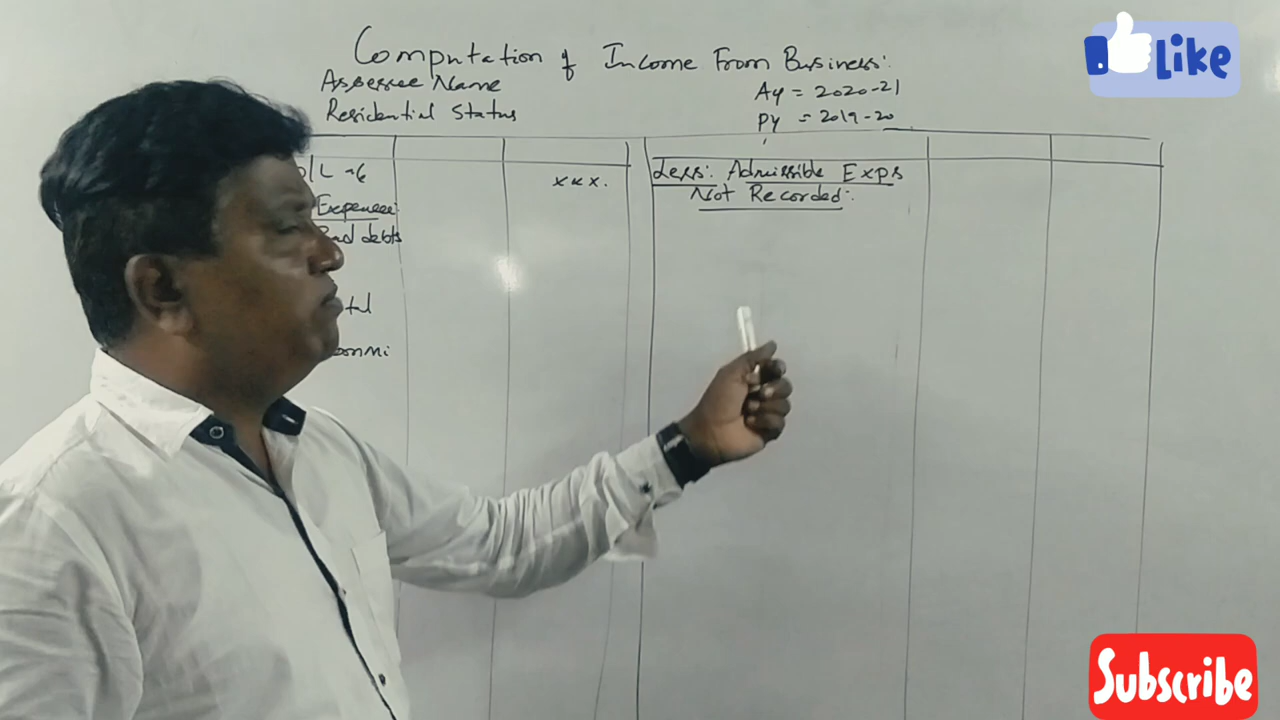 Computation of Income From Business:
Assessee Name
Residential Status
Ay = 2020-21
Py = 2019-20
xxx.
Expenses:
Bad debts
Less: Admissible Exps
Not Recorded:
Like
Subscribe